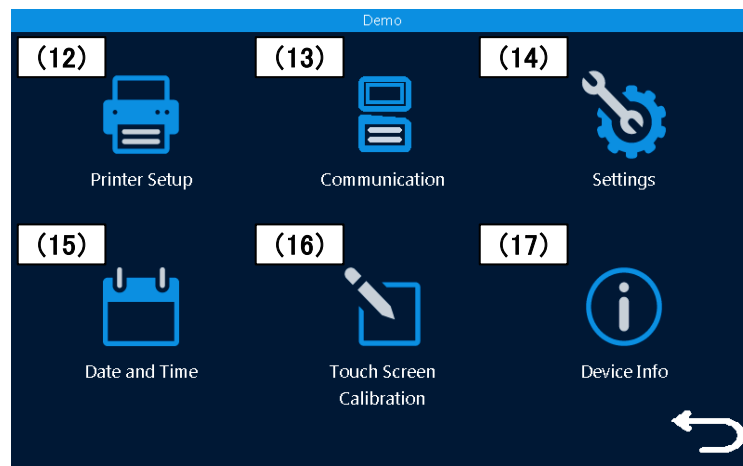 Demo
(12)
(13)
(14)
Printer Setup
Communication
Settings
(15)
(16)
(17)
Date and Time
Touch Screen
Calibration
Device Info